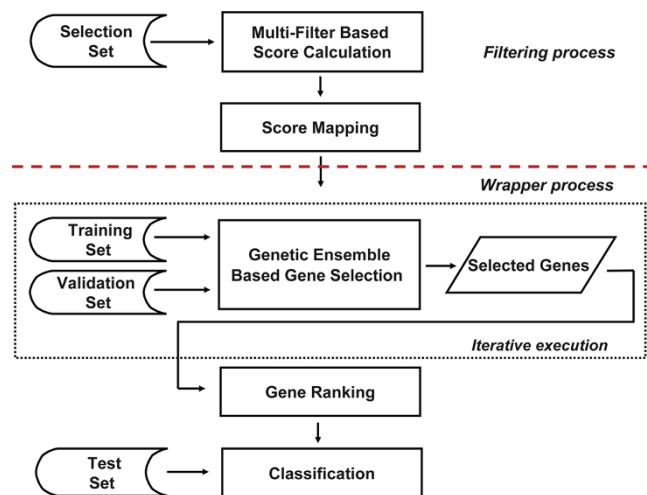 Selection
Set
Multi-Filter Based
Score Calculation
Filtering process
Score Mapping
Wrapper process
Training
Set
Validation
Set
Genetic Ensemble
Based Gene Selection
Selected Genes
Iterative execution
Gene Ranking
Test
Set
Classification